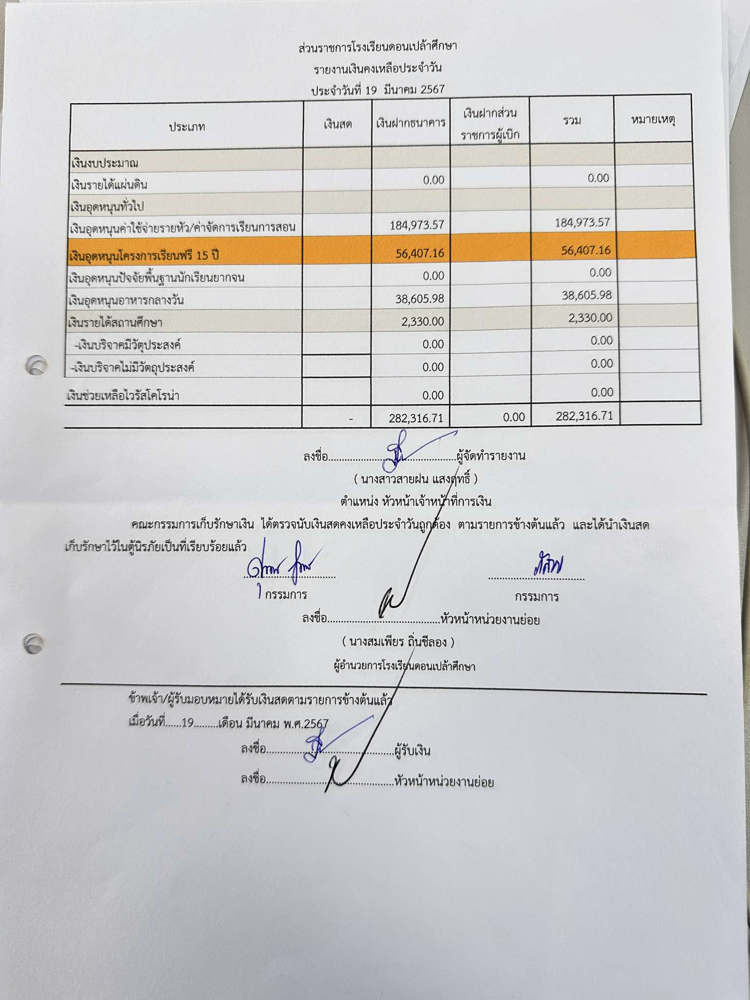 ส่วนราชการโรงเรียนดอนเปล้าศึกษา
รายงานเงินคงเหลือประจำวัน
ประจำวันที่ 19 มีนาคม 2567
ประเภท เงินสด เงินฝากธนาคาร เงินฝากส่วนราชการผู้เบิก รวม หมายเหตุ
เงินงบประมาณ
เงินรายได้แผ่นดิน 0.00 0.00
เงินอุดหนุนทั่วไป
เงินอุดหนุนค่าใช้จ่ายรายหัว/ค่าจัดการเรียนการสอน 184,973.57 184,973.57
เงินอุดหนุนโครงการเรียนฟรี 15 ปี 56,407.16 56,407.16
เงินอุดหนุนปัจจัยพื้นฐานนักเรียนยากจน 0.00 0.00
เงินอุดหนุนอาหารกลางวัน 38,605.98 38,605.98
เงินรายได้สถานศึกษา 2,330.00 2,330.00
-เงินบริจาคมีวัตุประสงค์ 0.00 0.00
-เงินบริจาคไม่มีวัตถุประสงค์ 0.00 0.00
เงินช่วยเหลือไวรัสโคโรน่า 0.00 0.00
- 282,316.71 0.00 282,316.71
ลงชื่อ..................................................ผู้จัดทำรายงาน
( นางสาวสายฝน แสงฤทธิ์ )
ตำแหน่ง หัวหน้าเจ้าหน้าที่การเงิน
คณะกรรมการเก็บรักษาเงิน ได้ตรวจนับเงินสดคงเหลือประจำวันถูกต้อง ตามรายการข้างต้นแล้ว และได้นำเงินสด
เก็บรักษาไว้ในตู้นิรภัยเป็นที่เรียบร้อยแล้ว
กรรมการ กรรมการ
ลงชื่อ..........................................หัวหน้าหน่วยงานย่อย
( นางสมเพียร ถิ่นชีลอง )
ผู้อำนวยการโรงเรียนดอนเปล้าศึกษา
ข้าพเจ้า/ผู้รับมอบหมายได้รับเงินสดตามรายการข้างต้นแล้ว
เมื่อวันที่......19.........เดือน มีนาคม พ.ศ.2567
ลงชื่อ...............................................ผู้รับเงิน
ลงชื่อ...............................................หัวหน้าหน่วยงานย่อย